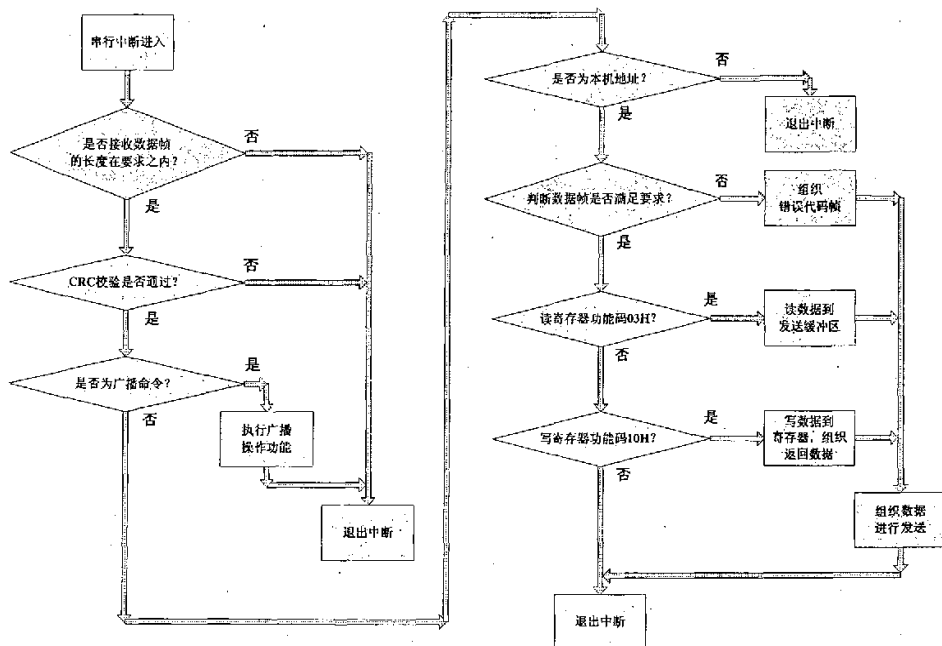 串行中断进入
是否接收数据帧
的长度在要求之内?
否
是
CRC校验是否通过?
否
是
是否为广播命令?
是
否
执行广播
操作功能
退出中断
是否为本机地址?
否
是
退出中断
判断数据帧是否满足要求?
否
是
组织
错误代码帧
读寄存器功能码03H?
是
否
读数据到
发送缓冲区
写寄存器功能码10H?
是
否
写数据到
寄存器，组织
返回数据
组织数据
进行发送
退出中断